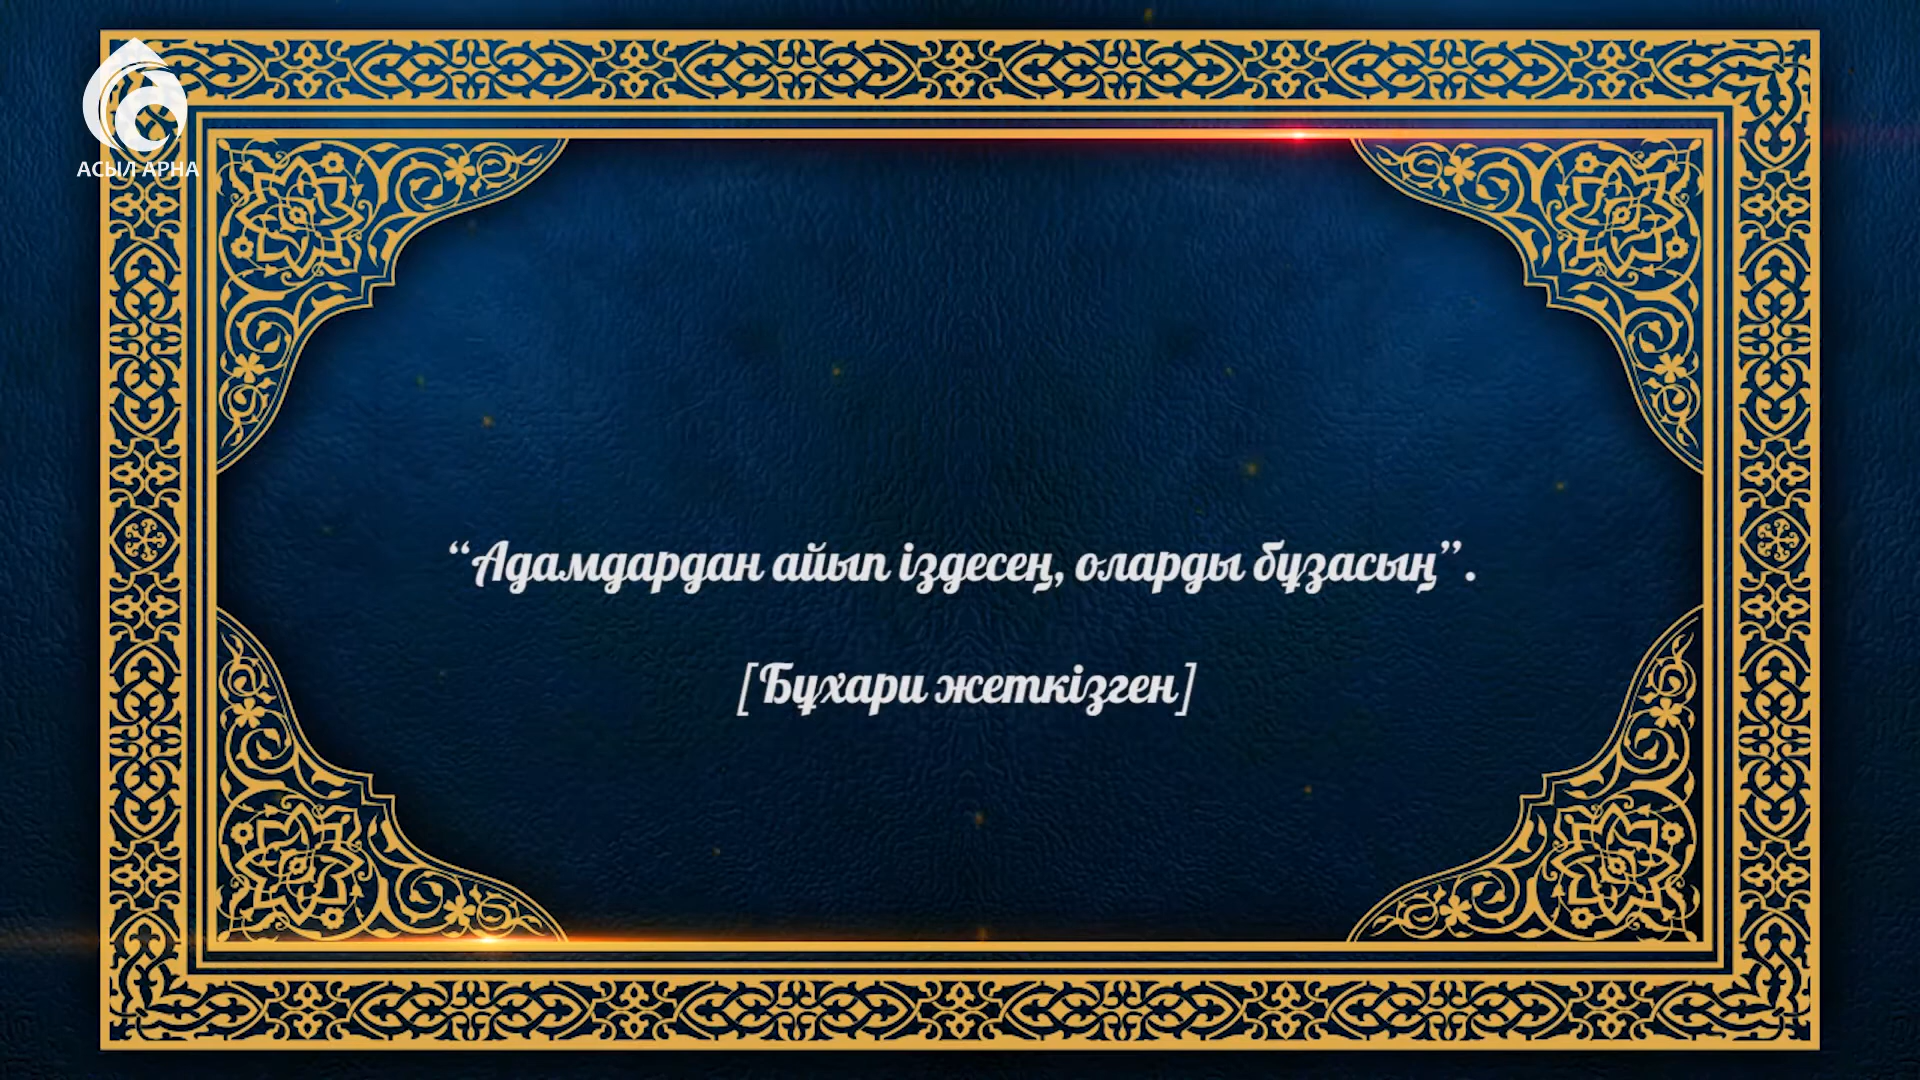 АСЫЛ АРНА
“Адамдардан айып іздесең, оларды бұзасың”.
[Бұхари жеткізген]